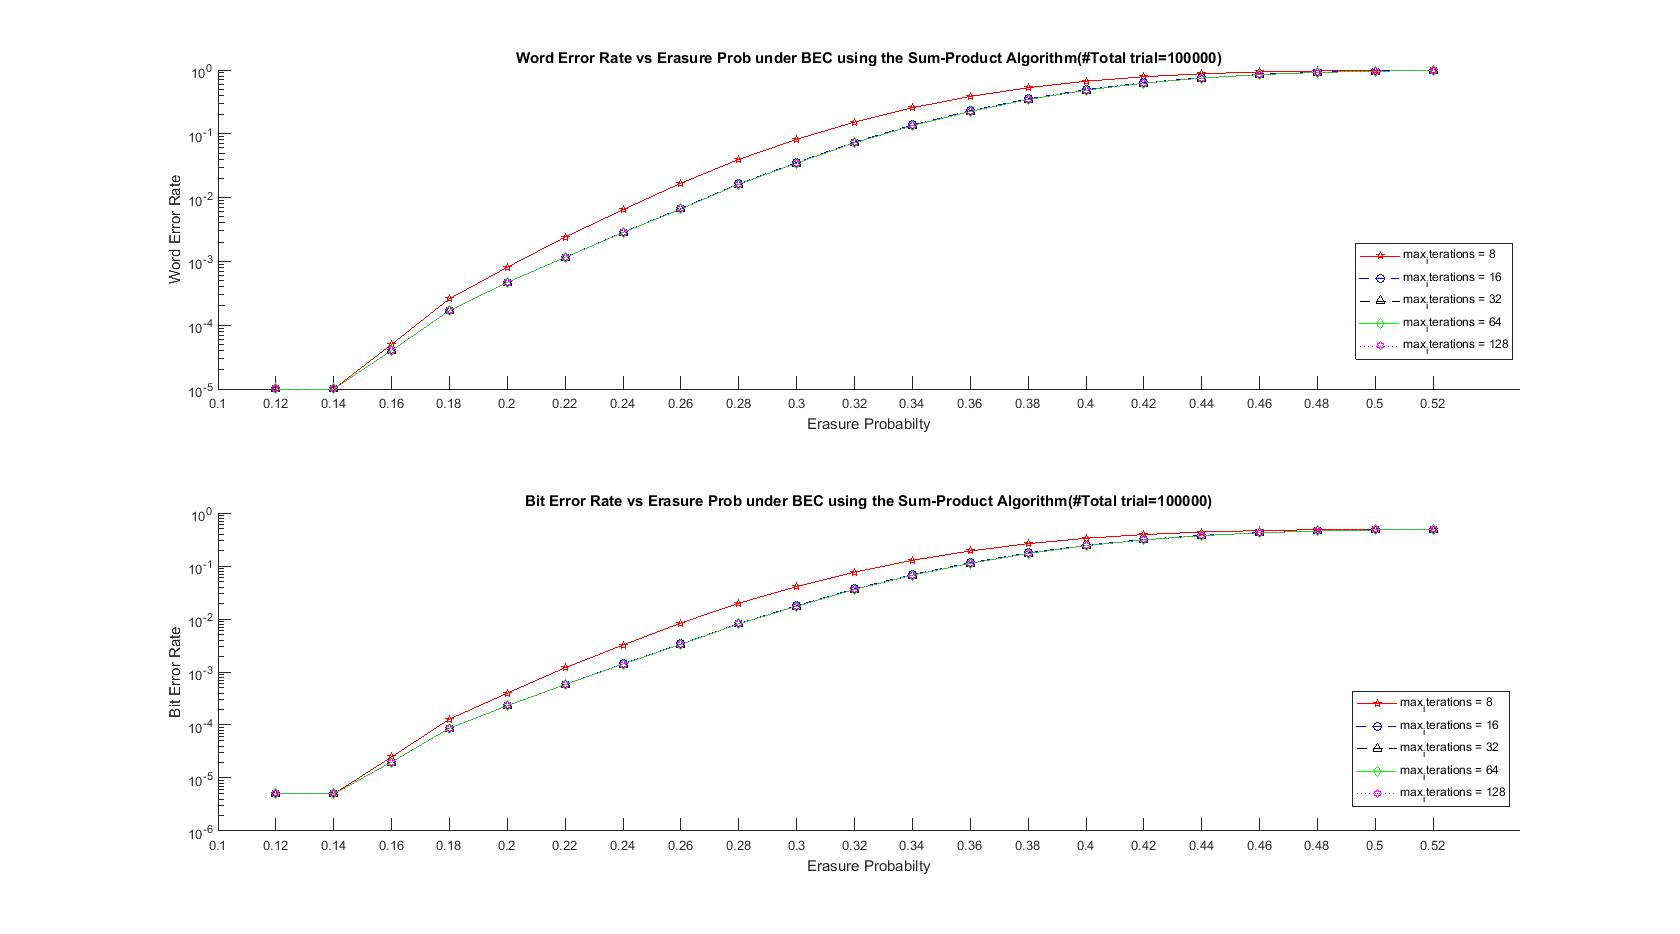 Word Error Rate vs Erasure Prob under BEC using the Sum-Product Algorithm(#Total trial=100000)
10^0
10^-1
10^-2
10^-3
10^-4
10^-5
Word Error Rate
max_iterations = 8
max_iterations = 16
max_iterations = 32
max_iterations = 64
max_iterations = 128
0.1 0.12 0.14 0.16 0.18 0.2 0.22 0.24 0.26 0.28 0.3 0.32 0.34 0.36 0.38 0.4 0.42 0.44 0.46 0.48 0.5 0.52
Erasure Probabilty
Bit Error Rate vs Erasure Prob under BEC using the Sum-Product Algorithm(#Total trial=100000)
10^0
10^-1
10^-2
10^-3
10^-4
10^-5
10^-6
Bit Error Rate
max_iterations = 8
max_iterations = 16
max_iterations = 32
max_iterations = 64
max_iterations = 128
0.1 0.12 0.14 0.16 0.18 0.2 0.22 0.24 0.26 0.28 0.3 0.32 0.34 0.36 0.38 0.4 0.42 0.44 0.46 0.48 0.5 0.52
Erasure Probabilty